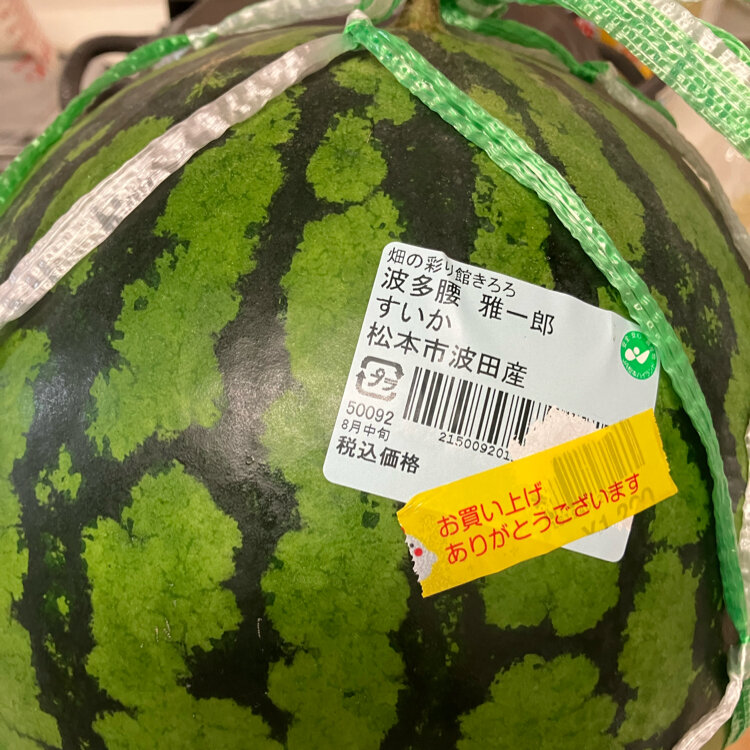 畑の彩り館きろろ
波多腰 雅一郎
すいか
松本市波田産
プラ
50092
8月中旬
税込価格
お買い上げ
ありがとうございます